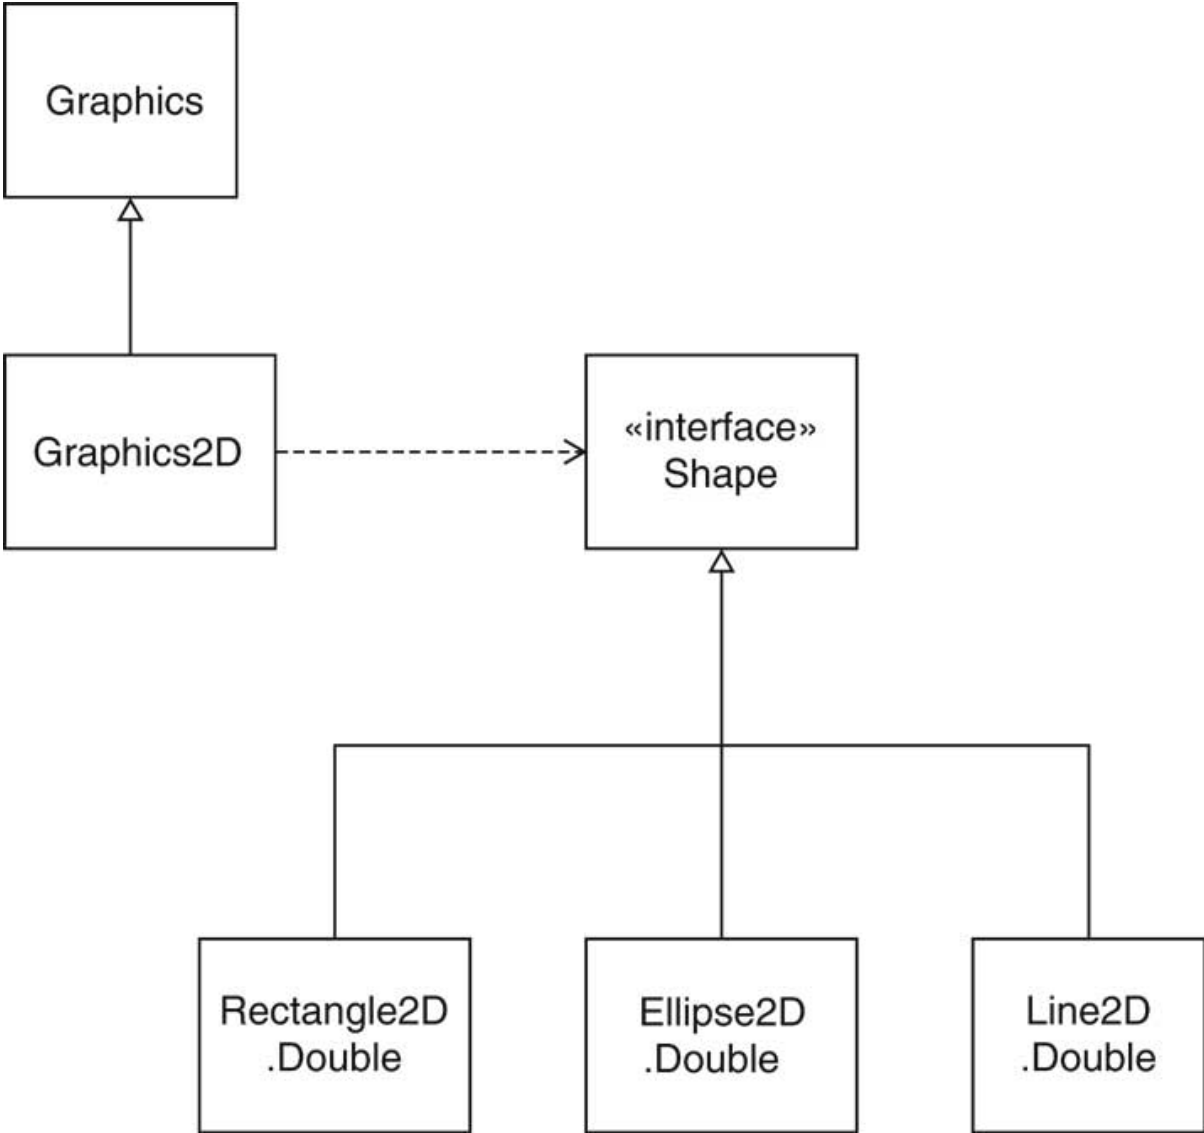 Graphics
Graphics2D
«interface»
Shape
Rectangle2D
.Double
Ellipse2D
.Double
Line2D
.Double